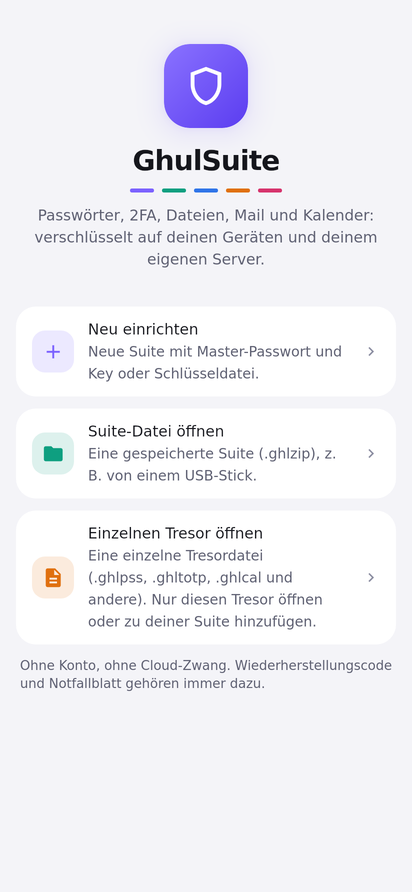 GhulSuite
Passwörter, 2FA, Dateien, Mail und Kalender:
verschlüsselt auf deinen Geräten und deinem
eigenen Server.
Neu einrichten
Neue Suite mit Master-Passwort und
Key oder Schlüsseldatei.
Suite-Datei öffnen
Eine gespeicherte Suite (.ghlzip), z.
B. von einem USB-Stick.
Einzelnen Tresor öffnen
Eine einzelne Tresordatei
(.ghlpss, .ghltotp, .ghlcal und
andere). Nur diesen Tresor öffnen
oder zu deiner Suite hinzufügen.
Ohne Konto, ohne Cloud-Zwang. Wiederherstellungscode
und Notfallblatt gehören immer dazu.